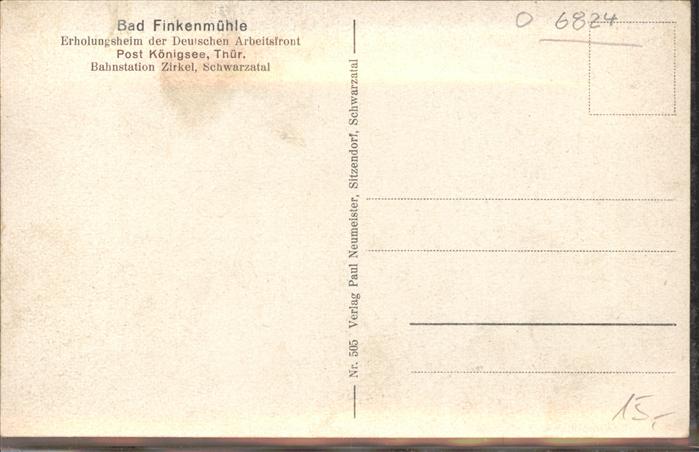 Bad Finkenmühle
Erholungsheim der Deutschen Arbeitsfront
Post Königsee, Thür.
Bahnstation Zirkel, Schwarzatal
O 6824
Nr. 505 Verlag Paul Neumeister, Sitzendorf, Schwarzatal
15,-